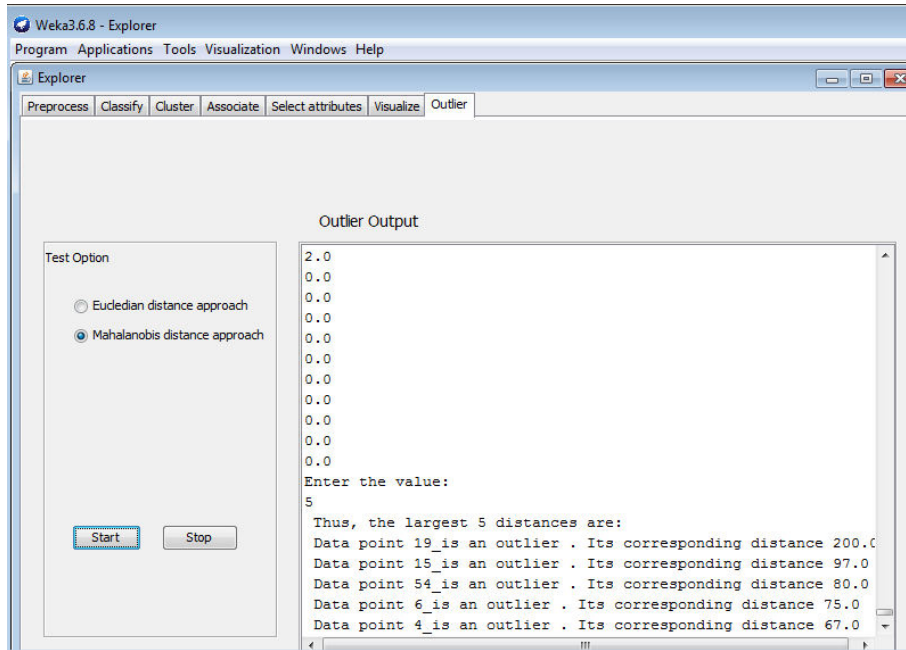 Weka3.6.8 - Explorer
Program Applications Tools Visualization Windows Help
Explorer
Preprocess Classify Cluster Associate Select attributes Visualize Outlier
Outlier Output
Test Option
Eucledian distance approach
Mahalanobis distance approach
Start Stop
2.0
0.0
0.0
0.0
0.0
0.0
0.0
0.0
0.0
0.0
0.0
Enter the value:
5
Thus, the largest 5 distances are:
Data point 19_is an outlier . Its corresponding distance 200.0
Data point 15_is an outlier . Its corresponding distance 97.0
Data point 54_is an outlier . Its corresponding distance 80.0
Data point 6_is an outlier . Its corresponding distance 75.0
Data point 4_is an outlier . Its corresponding distance 67.0